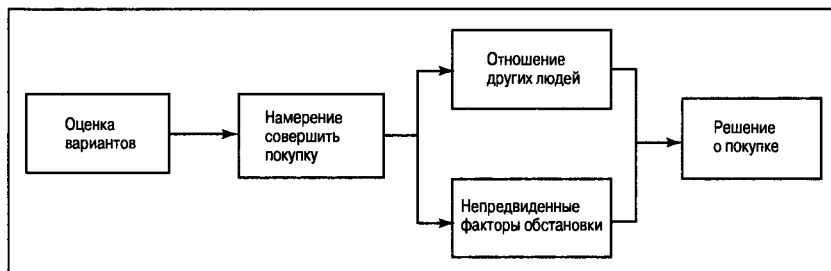 Оценка
вариантов
Намерение
совершить
покупку
Отношение
других людей
Непредвиденные
факторы обстановки
Решение
о покупке